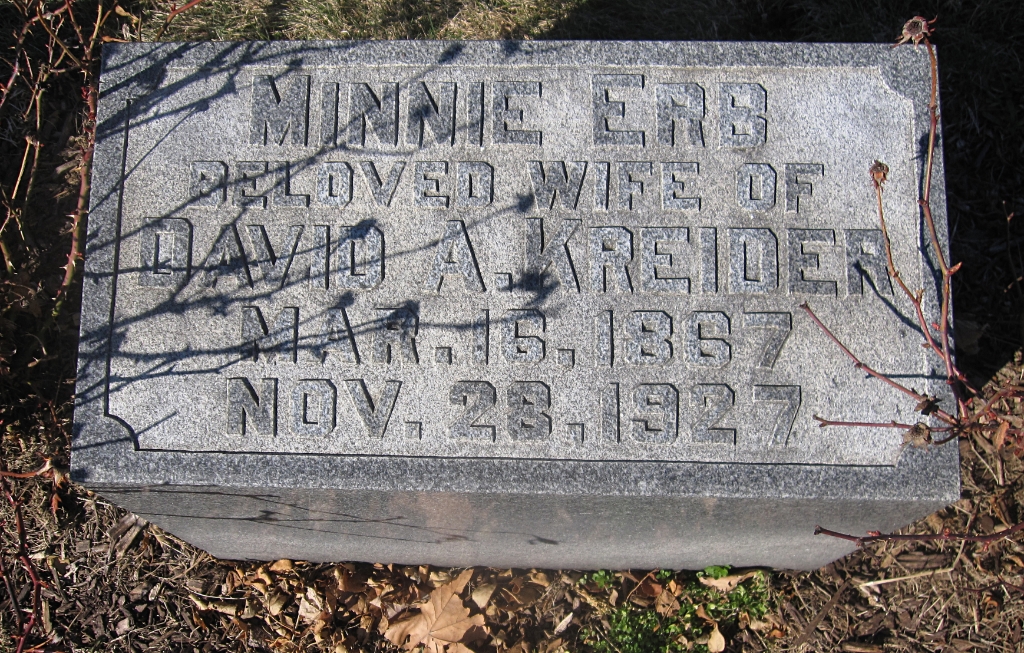 MINNIE ERB
BELOVED WIFE OF
DAVID A. KREIDER
MAR. 16. 1867
NOV. 28. 1927